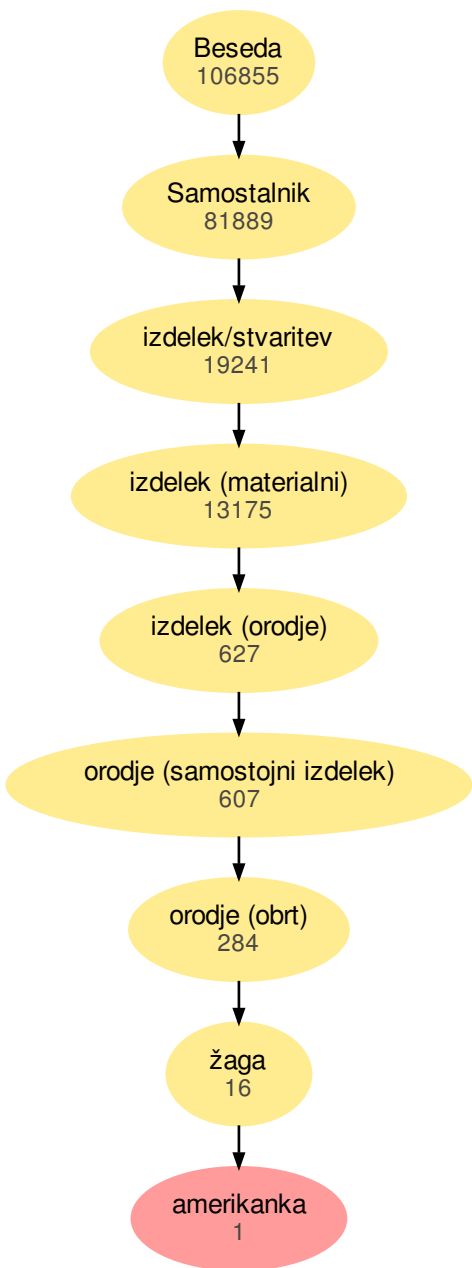 Beseda
106855
Samostalnik
81889
izdelek/stvaritev
19241
izdelek (materialni)
13175
izdelek (orodje)
627
orodje (samostojni izdelek)
607
orodje (obrt)
284
žaga
16
amerikanka
1